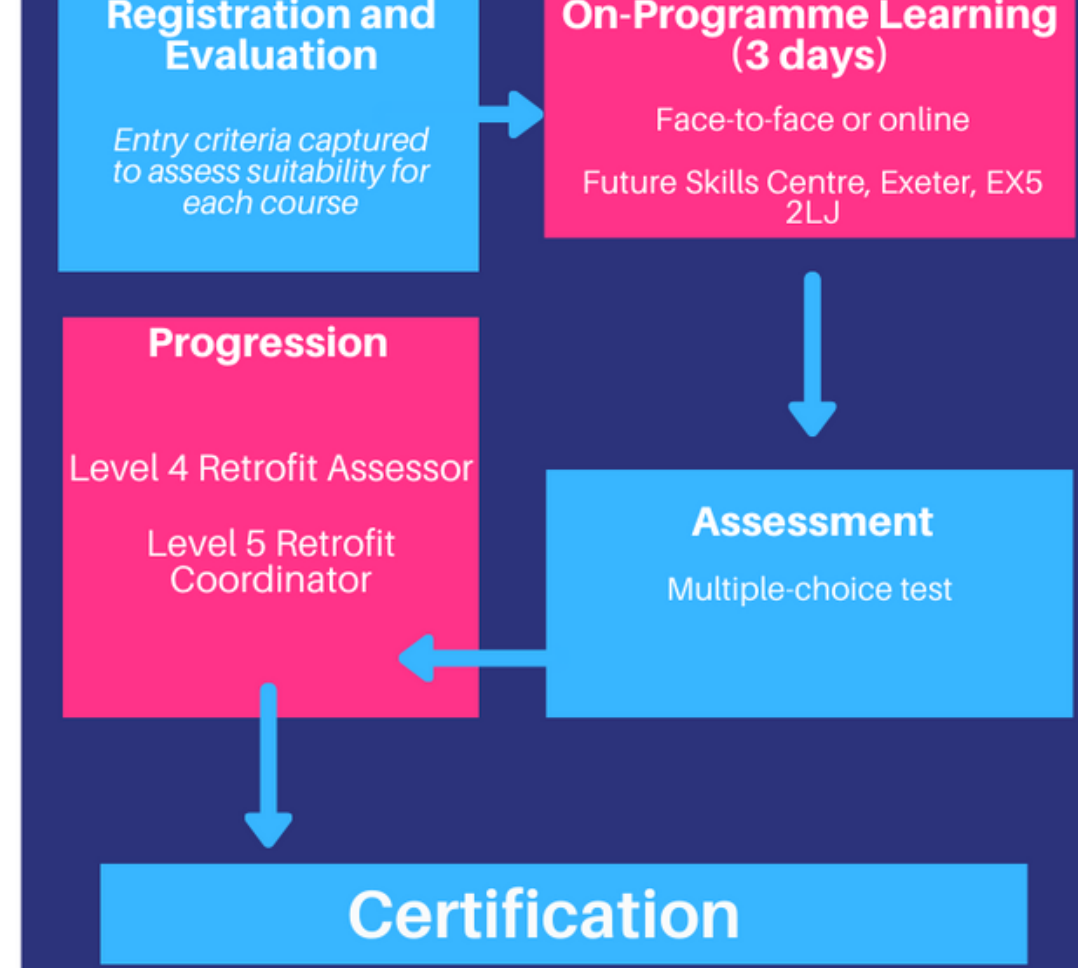 Registration and
Evaluation
Entry criteria captured
to assess suitability for
each course
On-Programme Learning
(3 days)
Face-to-face or online
Future Skills Centre, Exeter, EX5
2LJ
Progression
Level 4 Retrofit Assessor
Level 5 Retrofit
Coordinator
Assessment
Multiple-choice test
Certification